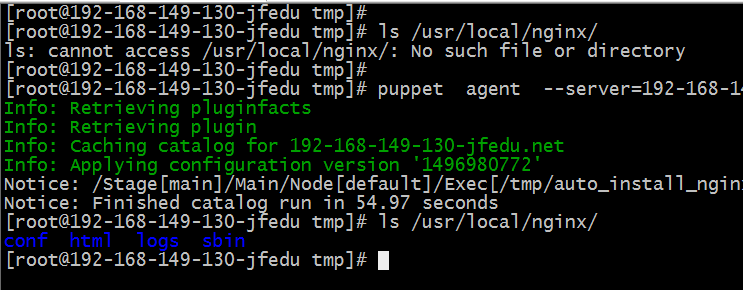 [root@192-168-149-130-jfedu tmp]#
[root@192-168-149-130-jfedu tmp]# ls /usr/local/nginx/
ls: cannot access /usr/local/nginx/: No such file or directory
[root@192-168-149-130-jfedu tmp]#
[root@192-168-149-130-jfedu tmp]# puppet  agent  --server=192-168-14
Info: Retrieving pluginfacts
Info: Retrieving plugin
Info: Caching catalog for 192-168-149-130-jfedu.net
Info: Applying configuration version '1496980772'
Notice: /Stage[main]/Main/Node[default]/Exec[/tmp/auto_install_nginx
Notice: Finished catalog run in 54.97 seconds
[root@192-168-149-130-jfedu tmp]# ls /usr/local/nginx/
conf  html  logs  sbin
[root@192-168-149-130-jfedu tmp]#